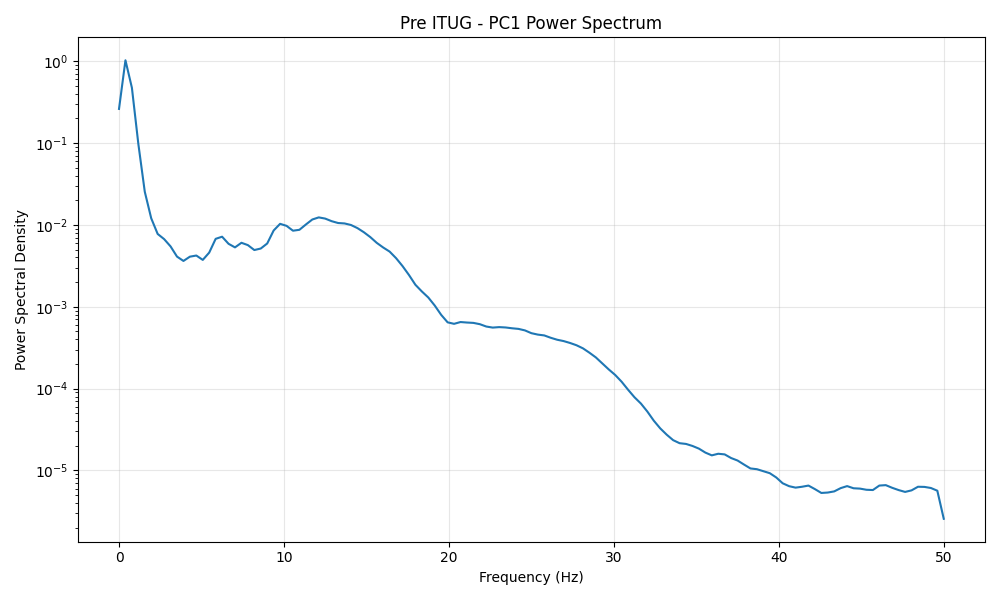 Pre ITUG - PC1 Power Spectrum
Power Spectral Density
10⁰
10⁻¹
10⁻²
10⁻³
10⁻⁴
10⁻⁵
0 10 20 30 40 50
Frequency (Hz)